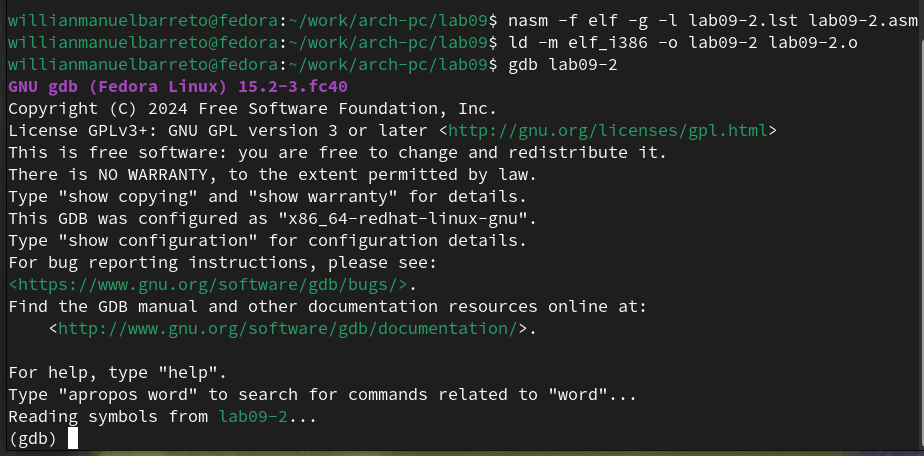 willianmanuelbarreto@fedora:~/work/arch-pc/lab09$ nasm -f elf -g -l lab09-2.lst lab09-2.asm
willianmanuelbarreto@fedora:~/work/arch-pc/lab09$ ld -m elf_i386 -o lab09-2 lab09-2.o
willianmanuelbarreto@fedora:~/work/arch-pc/lab09$ gdb lab09-2
GNU gdb (Fedora Linux) 15.2-3.fc40
Copyright (C) 2024 Free Software Foundation, Inc.
License GPLv3+: GNU GPL version 3 or later <http://gnu.org/licenses/gpl.html>
This is free software: you are free to change and redistribute it.
There is NO WARRANTY, to the extent permitted by law.
Type "show copying" and "show warranty" for details.
This GDB was configured as "x86_64-redhat-linux-gnu".
Type "show configuration" for configuration details.
For bug reporting instructions, please see:
<https://www.gnu.org/software/gdb/bugs/>.
Find the GDB manual and other documentation resources online at:
    <http://www.gnu.org/software/gdb/documentation/>.

For help, type "help".
Type "apropos word" to search for commands related to "word"...
Reading symbols from lab09-2...
(gdb)